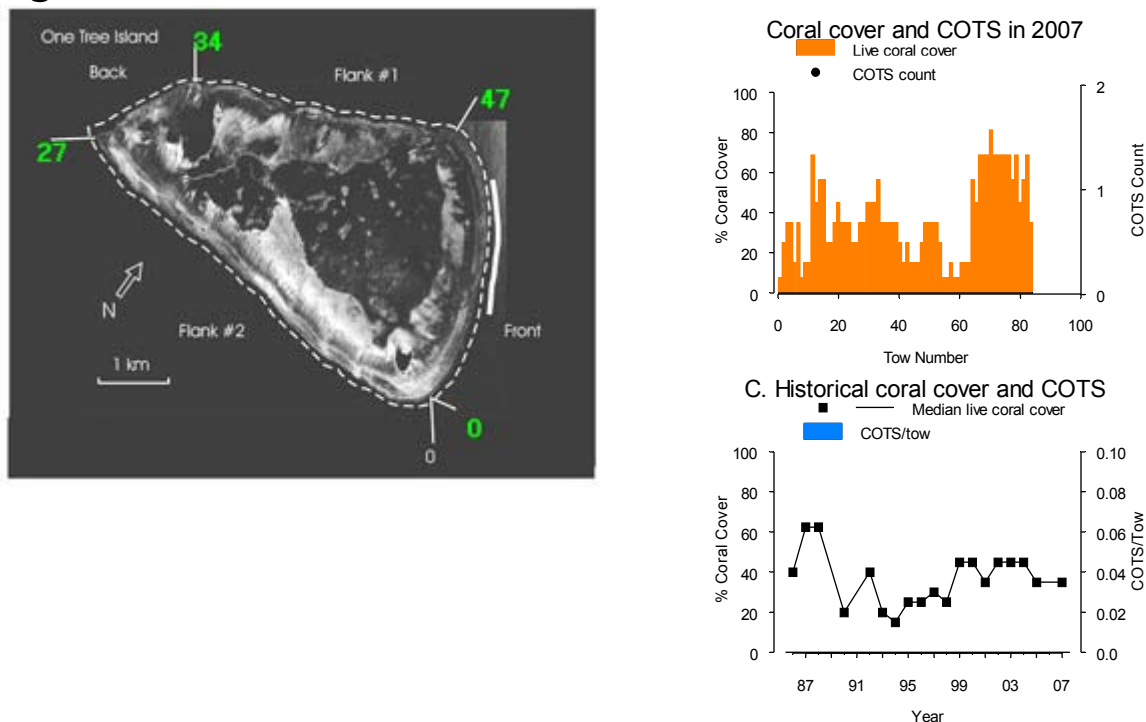 One Tree Island
34
Back
Flank #1
47
27
N
Flank #2
Front
1 km
0
0
Coral cover and COTS in 2007
Live coral cover
COTS count
100
80
60
40
20
0
% Coral Cover
2
1
0
COTS Count
0 20 40 60 80 100
Tow Number
C. Historical coral cover and COTS
Median live coral cover
COTS/tow
100
80
60
40
20
0
% Coral Cover
0.10
0.08
0.06
0.04
0.02
0.0
COTS/Tow
87 91 95 99 03 07
Year